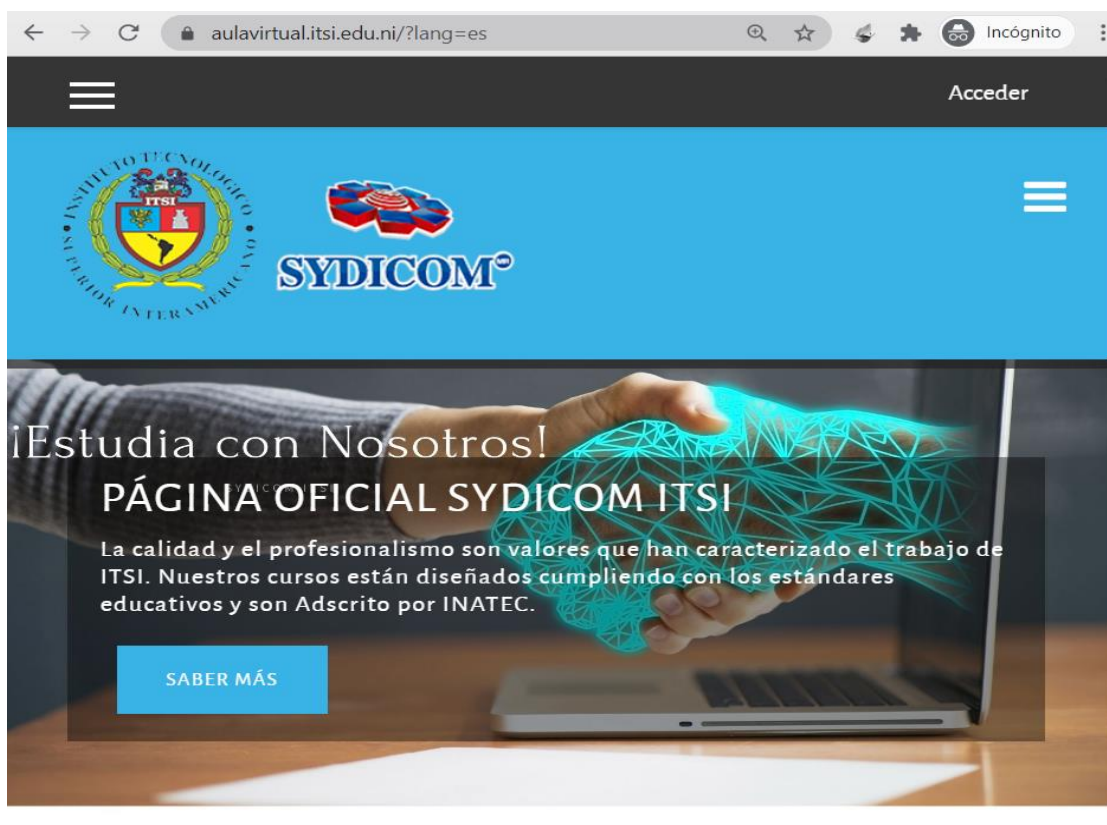 aulavirtual.itsi.edu.ni/?lang=es
Incógnito
Acceder
INSTITUTO TECNOLOGICO
SUPERIOR INTERAMERICANO
ITSI
SYDICOM
¡Estudia con Nosotros!
PÁGINA OFICIAL SYDICOM ITSI
La calidad y el profesionalismo son valores que han caracterizado el trabajo de
ITSI. Nuestros cursos están diseñados cumpliendo con los estándares
educativos y son Adscrito por INATEC.
SABER MÁS